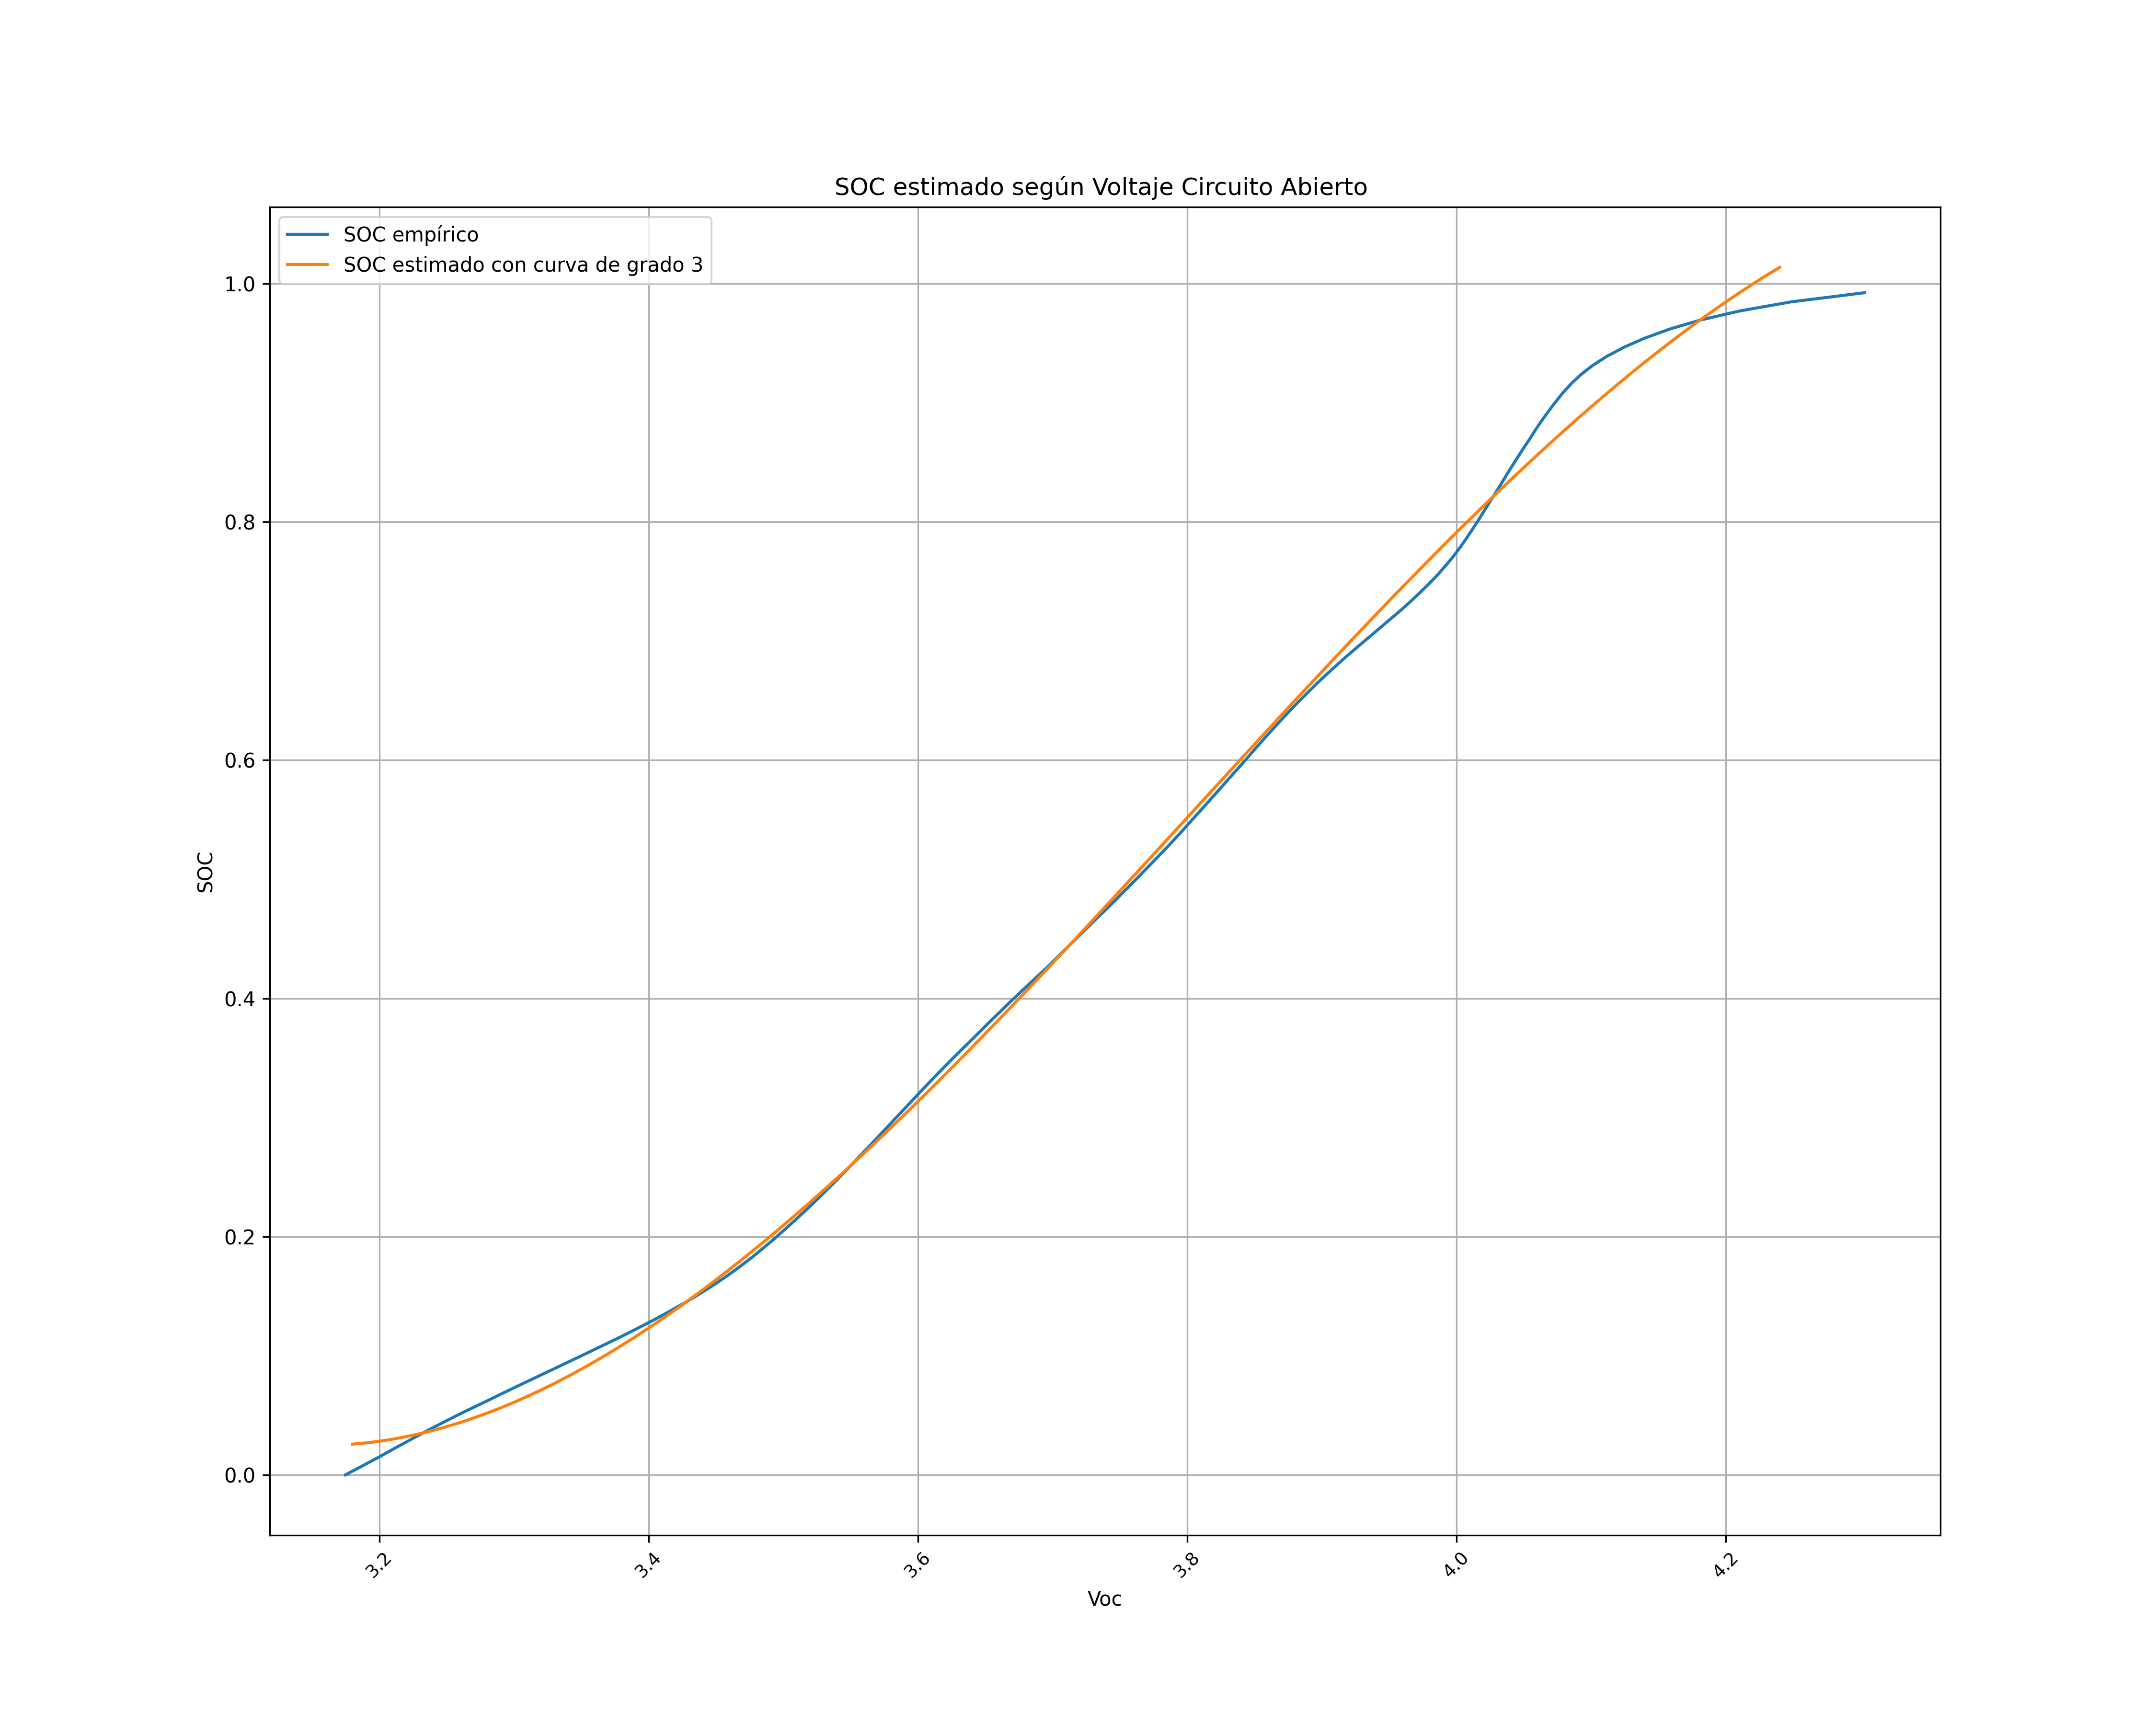 SOC estimado según Voltaje Circuito Abierto
SOC empírico
SOC estimado con curva de grado 3
1.0
0.8
0.6
0.4
0.2
0.0
SOC
3.2
3.4
3.6
3.8
4.0
4.2
Voc